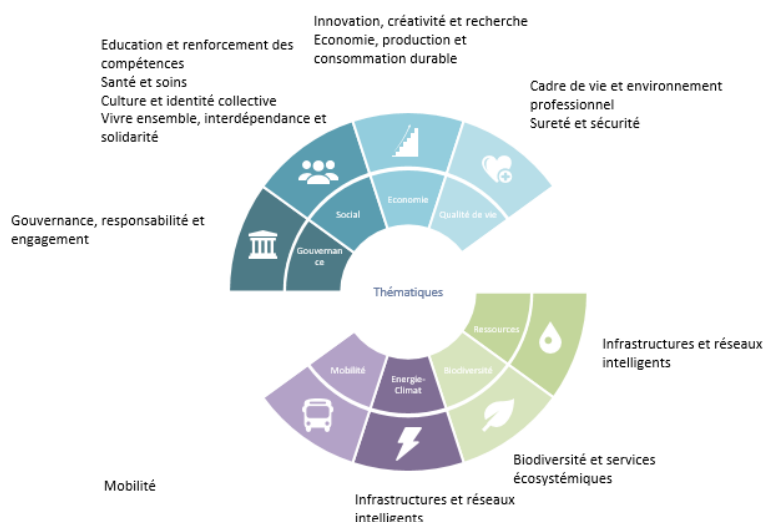 Innovation, créativité et recherche
Economie, production et
consommation durable
Education et renforcement des
compétences
Santé et soins
Culture et identité collective
Vivre ensemble, interdépendance et
solidarité
Cadre de vie et environnement
professionnel
Sureté et sécurité
Gouvernance, responsabilité et
engagement
Social
Economie
Qualité de vie
Gouvernan
ce
Thématiques
Ressources
Mobilité
Energie-
Climat
Biodiversité
Infrastructures et réseaux
intelligents
Biodiversité et services
écosystémiques
Mobilité
Infrastructures et réseaux
intelligents